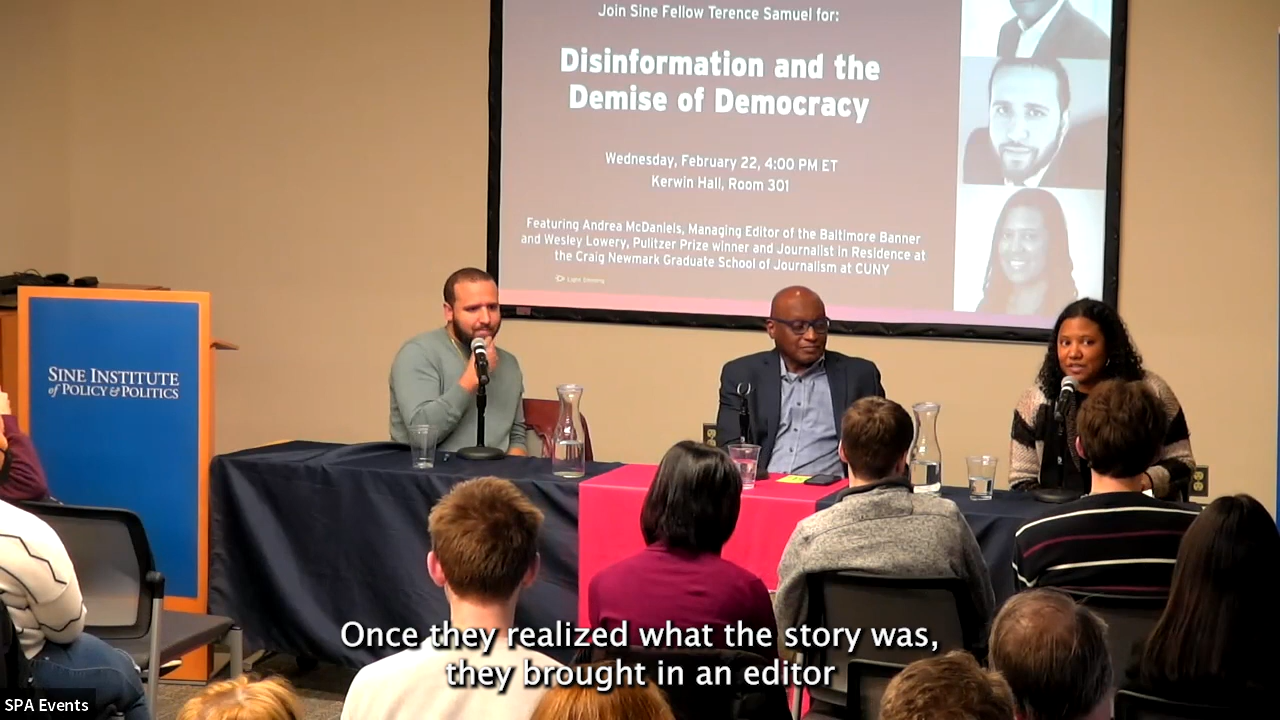 Join Sine Fellow Terence Samuel for:
Disinformation and the
Demise of Democracy
Wednesday, February 22, 4:00 PM ET
Kerwin Hall, Room 301
Featuring Andrea McDaniels, Managing Editor of the Baltimore Banner
and Wesley Lowery, Pulitzer Prize winner and Journalist in Residence at
the Craig Newmark Graduate School of Journalism at CUNY
SINE INSTITUTE
of POLICY & POLITICS
Once they realized what the story was,
they brought in an editor
SPA Events